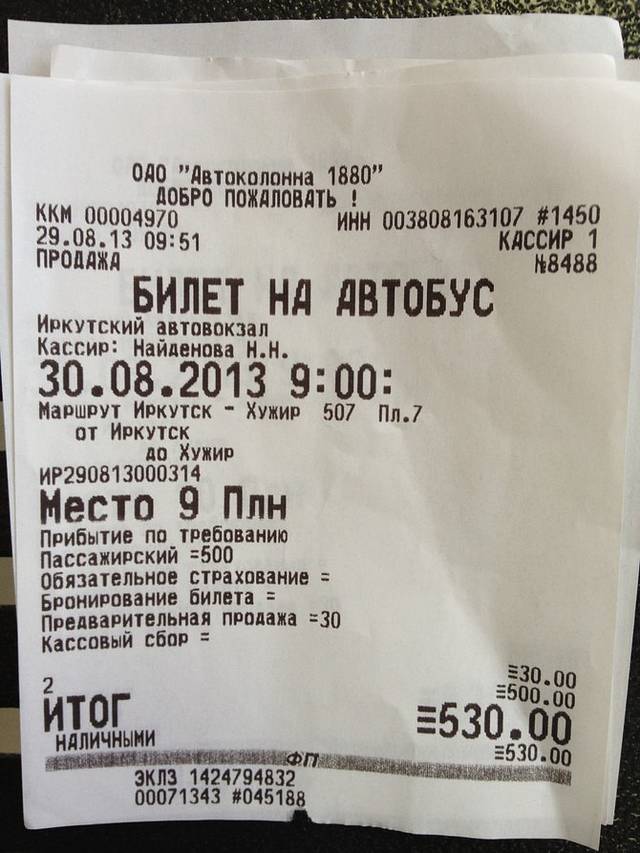 ОАО "Автоколонна 1880"
ДОБРО ПОЖАЛОВАТЬ !
ККМ 00004970 ИНН 003808163107 #1450
29.08.13 09:51 КАССИР 1
ПРОДАЖА №8488
БИЛЕТ НА АВТОБУС
Иркутский автовокзал
Кассир: Найденова Н.Н.
30.08.2013 9:00:
Маршрут Иркутск - Хужир 507 Пл.7
от Иркутск
до Хужир
ИР290813000314
Место 9 Плн
Прибытие по требованию
Пассажирский =500
Обязательное страхование =
Бронирование билета =
Предварительная продажа =30
Кассовый сбор =
≡30.00
2 ≡500.00
ИТОГ ≡530.00
НАЛИЧНЫМИ ≡530.00
ФП
ЭКЛЗ 1424794832
00071343 #045188